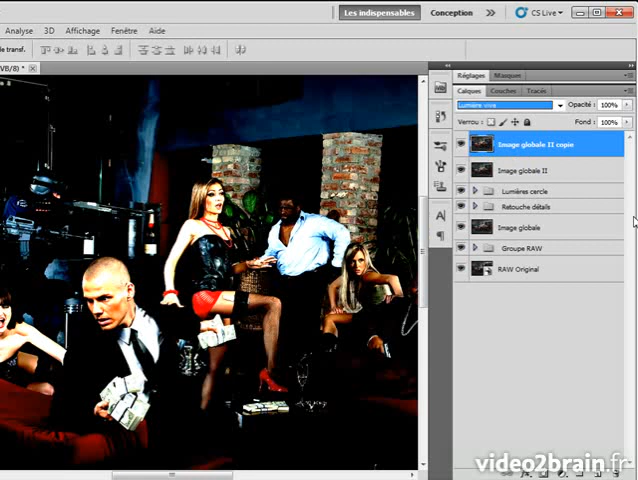 Les indispensables
Conception
CS Live
Analyse 3D Affichage Fenêtre Aide
de transf.
VB/8) *
Réglages Masques
Calques Couches Tracés
Lumière vive Opacité : 100%
Verrou : Fond : 100%
Image globale II copie
Image globale II
Lumières cercle
Retouche détails
Image globale
Groupe RAW
RAW Original
A
video2brain.fr